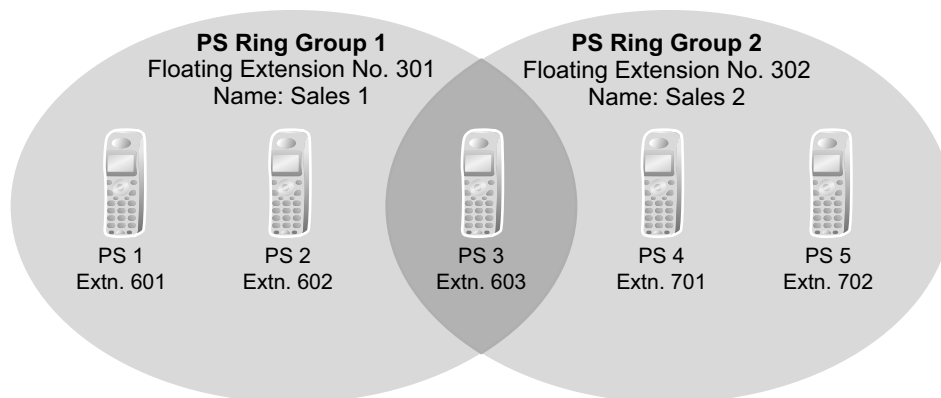 PS Ring Group 1
Floating Extension No. 301
Name: Sales 1
PS Ring Group 2
Floating Extension No. 302
Name: Sales 2
PS 1
Extn. 601
PS 2
Extn. 602
PS 3
Extn. 603
PS 4
Extn. 701
PS 5
Extn. 702